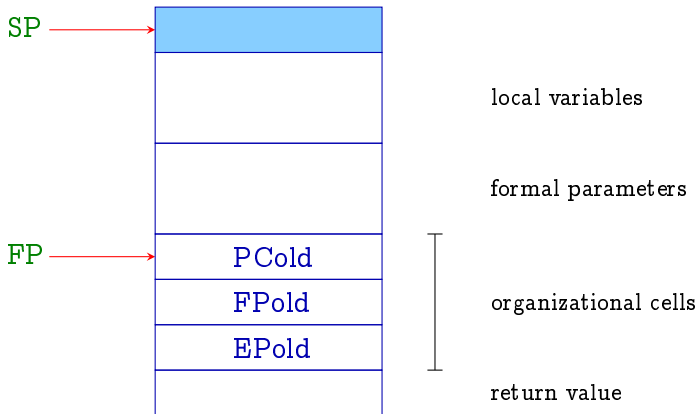 SP
local variables
formal parameters
FP
PCold
FPold
organizational cells
EPold
return value